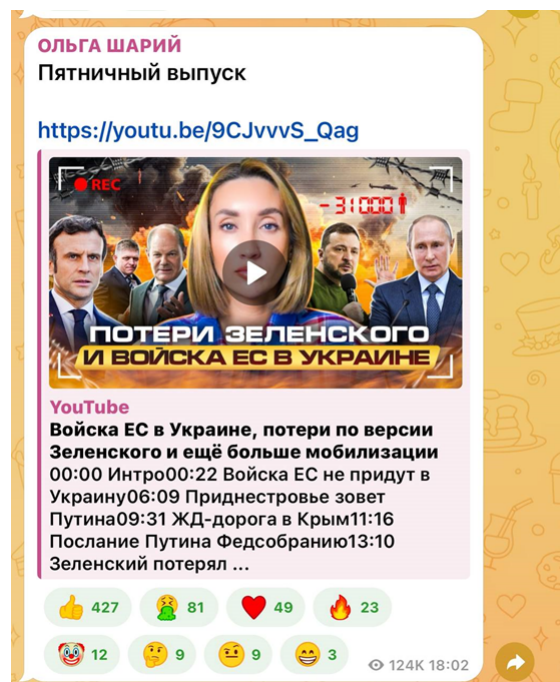 ОЛЬГА ШАРИЙ
Пятничный выпуск
https://youtu.be/9CJvvvS_Qag
REC
-31000
ПОТЕРИ ЗЕЛЕНСКОГО
И ВОЙСКА ЕС В УКРАИНЕ
YouTube
Войска ЕС в Украине, потери по версии
Зеленского и ещё больше мобилизации
00:00 Интро00:22 Войска ЕС не придут в
Украину06:09 Приднестровье зовет
Путина09:31 ЖД-дорога в Крым11:16
Послание Путина Федсобранию13:10
Зеленский потерял ...
427 81 49 23
12 9 9 3 124K 18:02